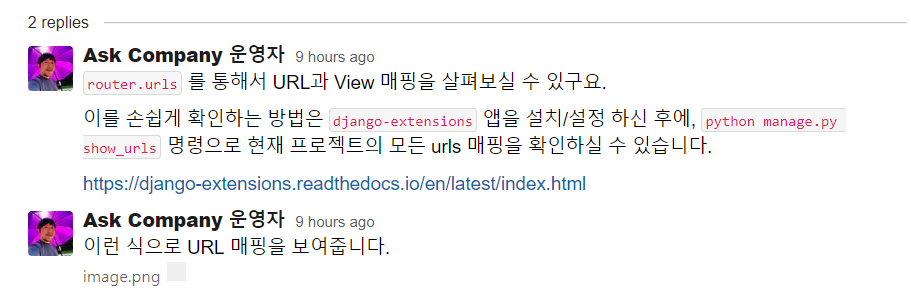 2 replies
Ask Company 운영자 9 hours ago
router.urls 를 통해서 URL과 View 매핑을 살펴보실 수 있구요.
이를 손쉽게 확인하는 방법은 django-extensions 앱을 설치/설정 하신 후에, python manage.py
show_urls 명령으로 현재 프로젝트의 모든 urls 매핑을 확인하실 수 있습니다.
https://django-extensions.readthedocs.io/en/latest/index.html
Ask Company 운영자 9 hours ago
이런 식으로 URL 매핑을 보여줍니다.
image.png